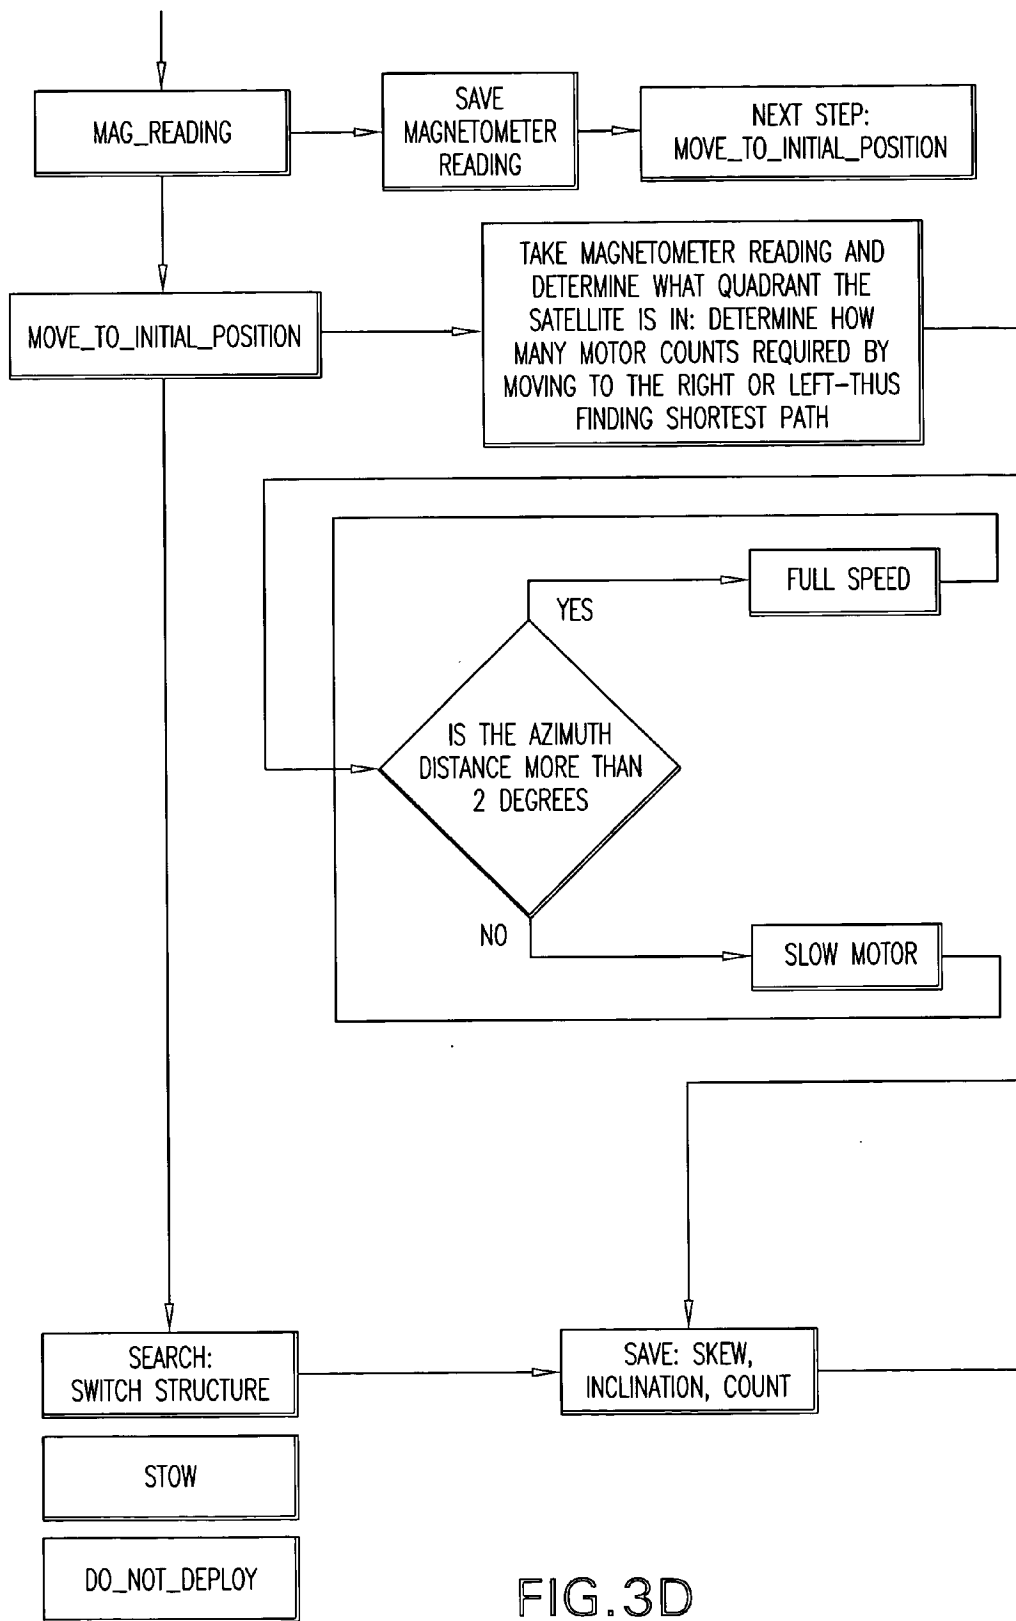 MAG_READING
SAVE
MAGNETOMETER
READING
NEXT STEP:
MOVE_TO_INITIAL_POSITION
MOVE_TO_INITIAL_POSITION
TAKE MAGNETOMETER READING AND
DETERMINE WHAT QUADRANT THE
SATELLITE IS IN: DETERMINE HOW
MANY MOTOR COUNTS REQUIRED BY
MOVING TO THE RIGHT OR LEFT-THUS
FINDING SHORTEST PATH
FULL SPEED
YES
IS THE AZIMUTH
DISTANCE MORE THAN
2 DEGREES
NO
SLOW MOTOR
SEARCH:
SWITCH STRUCTURE
SAVE: SKEW,
INCLINATION, COUNT
STOW
DO_NOT_DEPLOY
FIG.3D